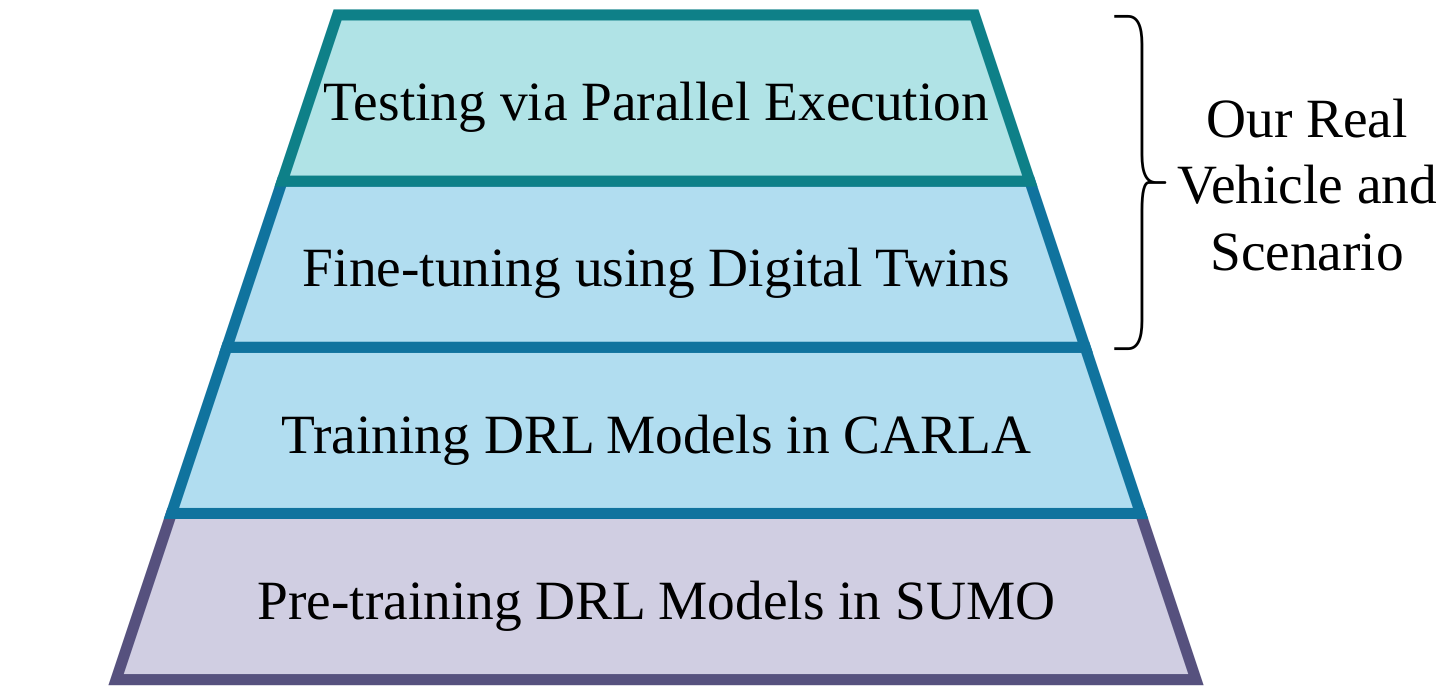 Testing via Parallel Execution
Fine-tuning using Digital Twins
Training DRL Models in CARLA
Pre-training DRL Models in SUMO
Our Real
Vehicle and
Scenario